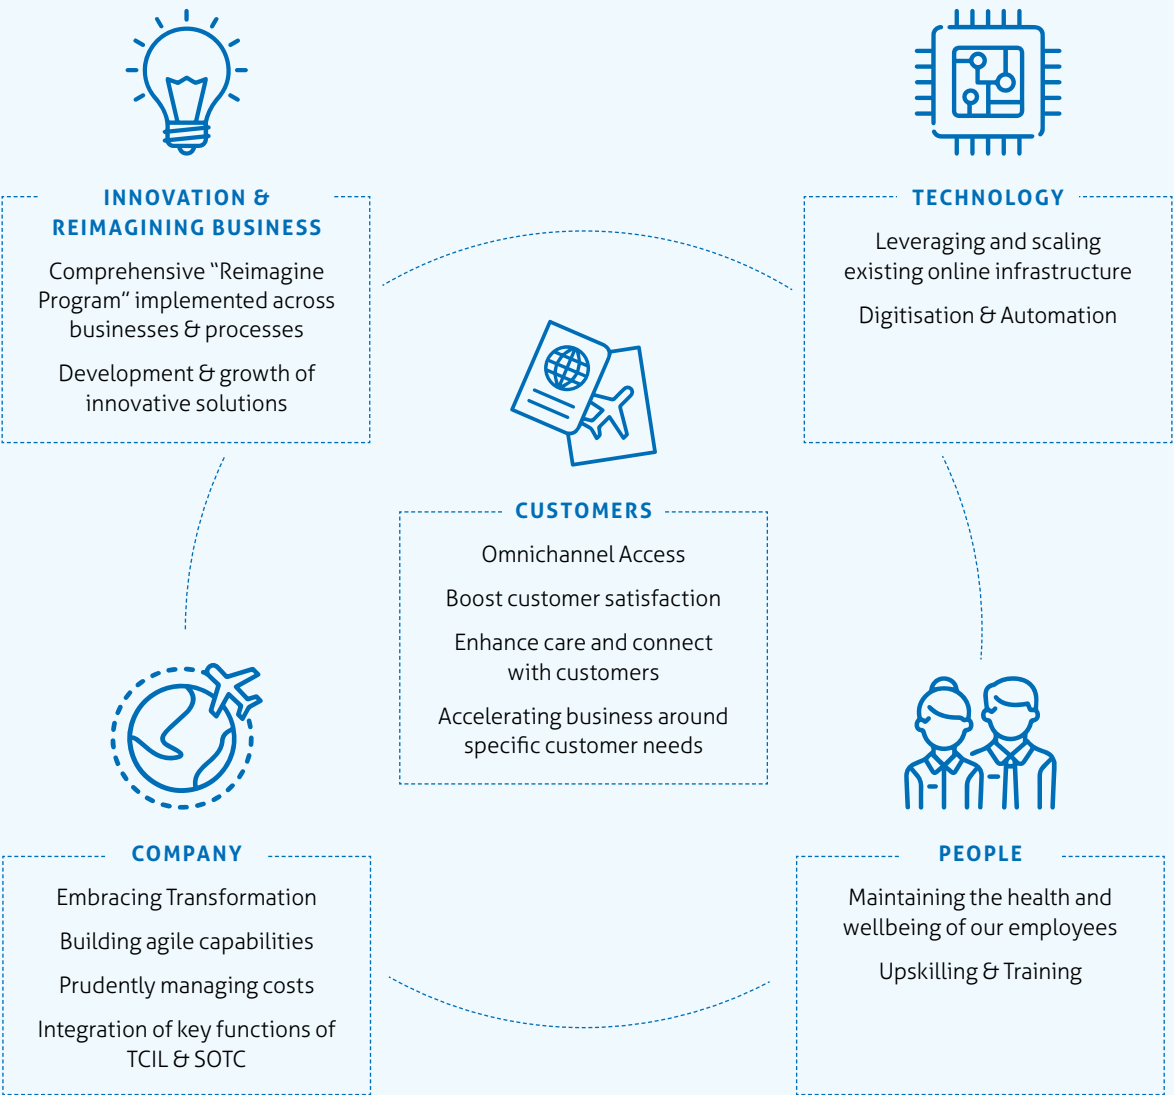 INNOVATION &
REIMAGINING BUSINESS
Comprehensive “Reimagine
Program” implemented across
businesses & processes
Development & growth of
innovative solutions
TECHNOLOGY
Leveraging and scaling
existing online infrastructure
Digitisation & Automation
CUSTOMERS
Omnichannel Access
Boost customer satisfaction
Enhance care and connect
with customers
Accelerating business around
specific customer needs
COMPANY
Embracing Transformation
Building agile capabilities
Prudently managing costs
Integration of key functions of
TCIL & SOTC
PEOPLE
Maintaining the health and
wellbeing of our employees
Upskilling & Training